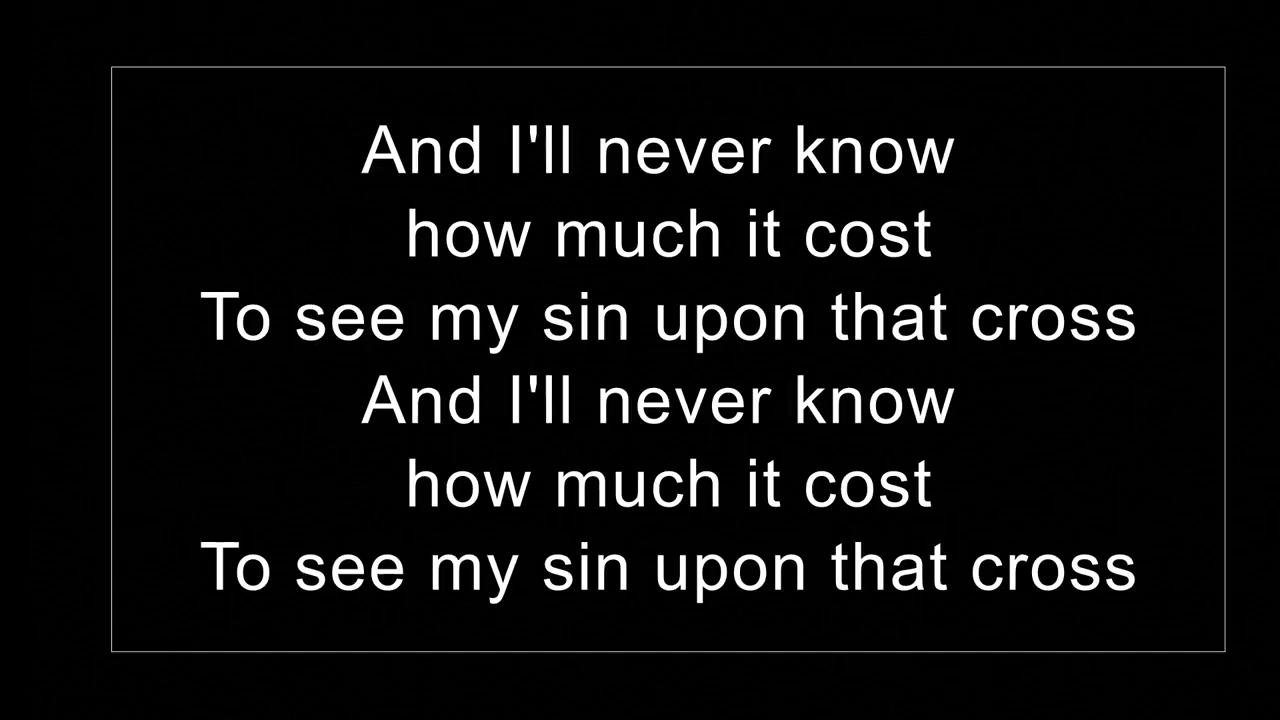 And I'll never know
how much it cost
To see my sin upon that cross
And I'll never know
how much it cost
To see my sin upon that cross